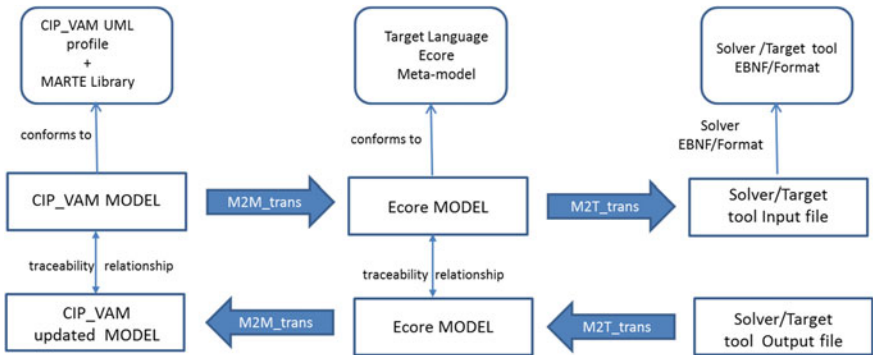 CIP_VAM UML
profile
+
MARTE Library
Target Language
Ecore
Meta-model
Solver /Target tool
EBNF/Format
conforms to
conforms to
Solver
EBNF/Format
CIP_VAM MODEL
M2M_trans
Ecore MODEL
M2T_trans
Solver/Target
tool Input file
traceability relationship
traceability relationship
CIP_VAM
updated MODEL
M2M_trans
Ecore MODEL
M2T_trans
Solver/Target
tool Output file